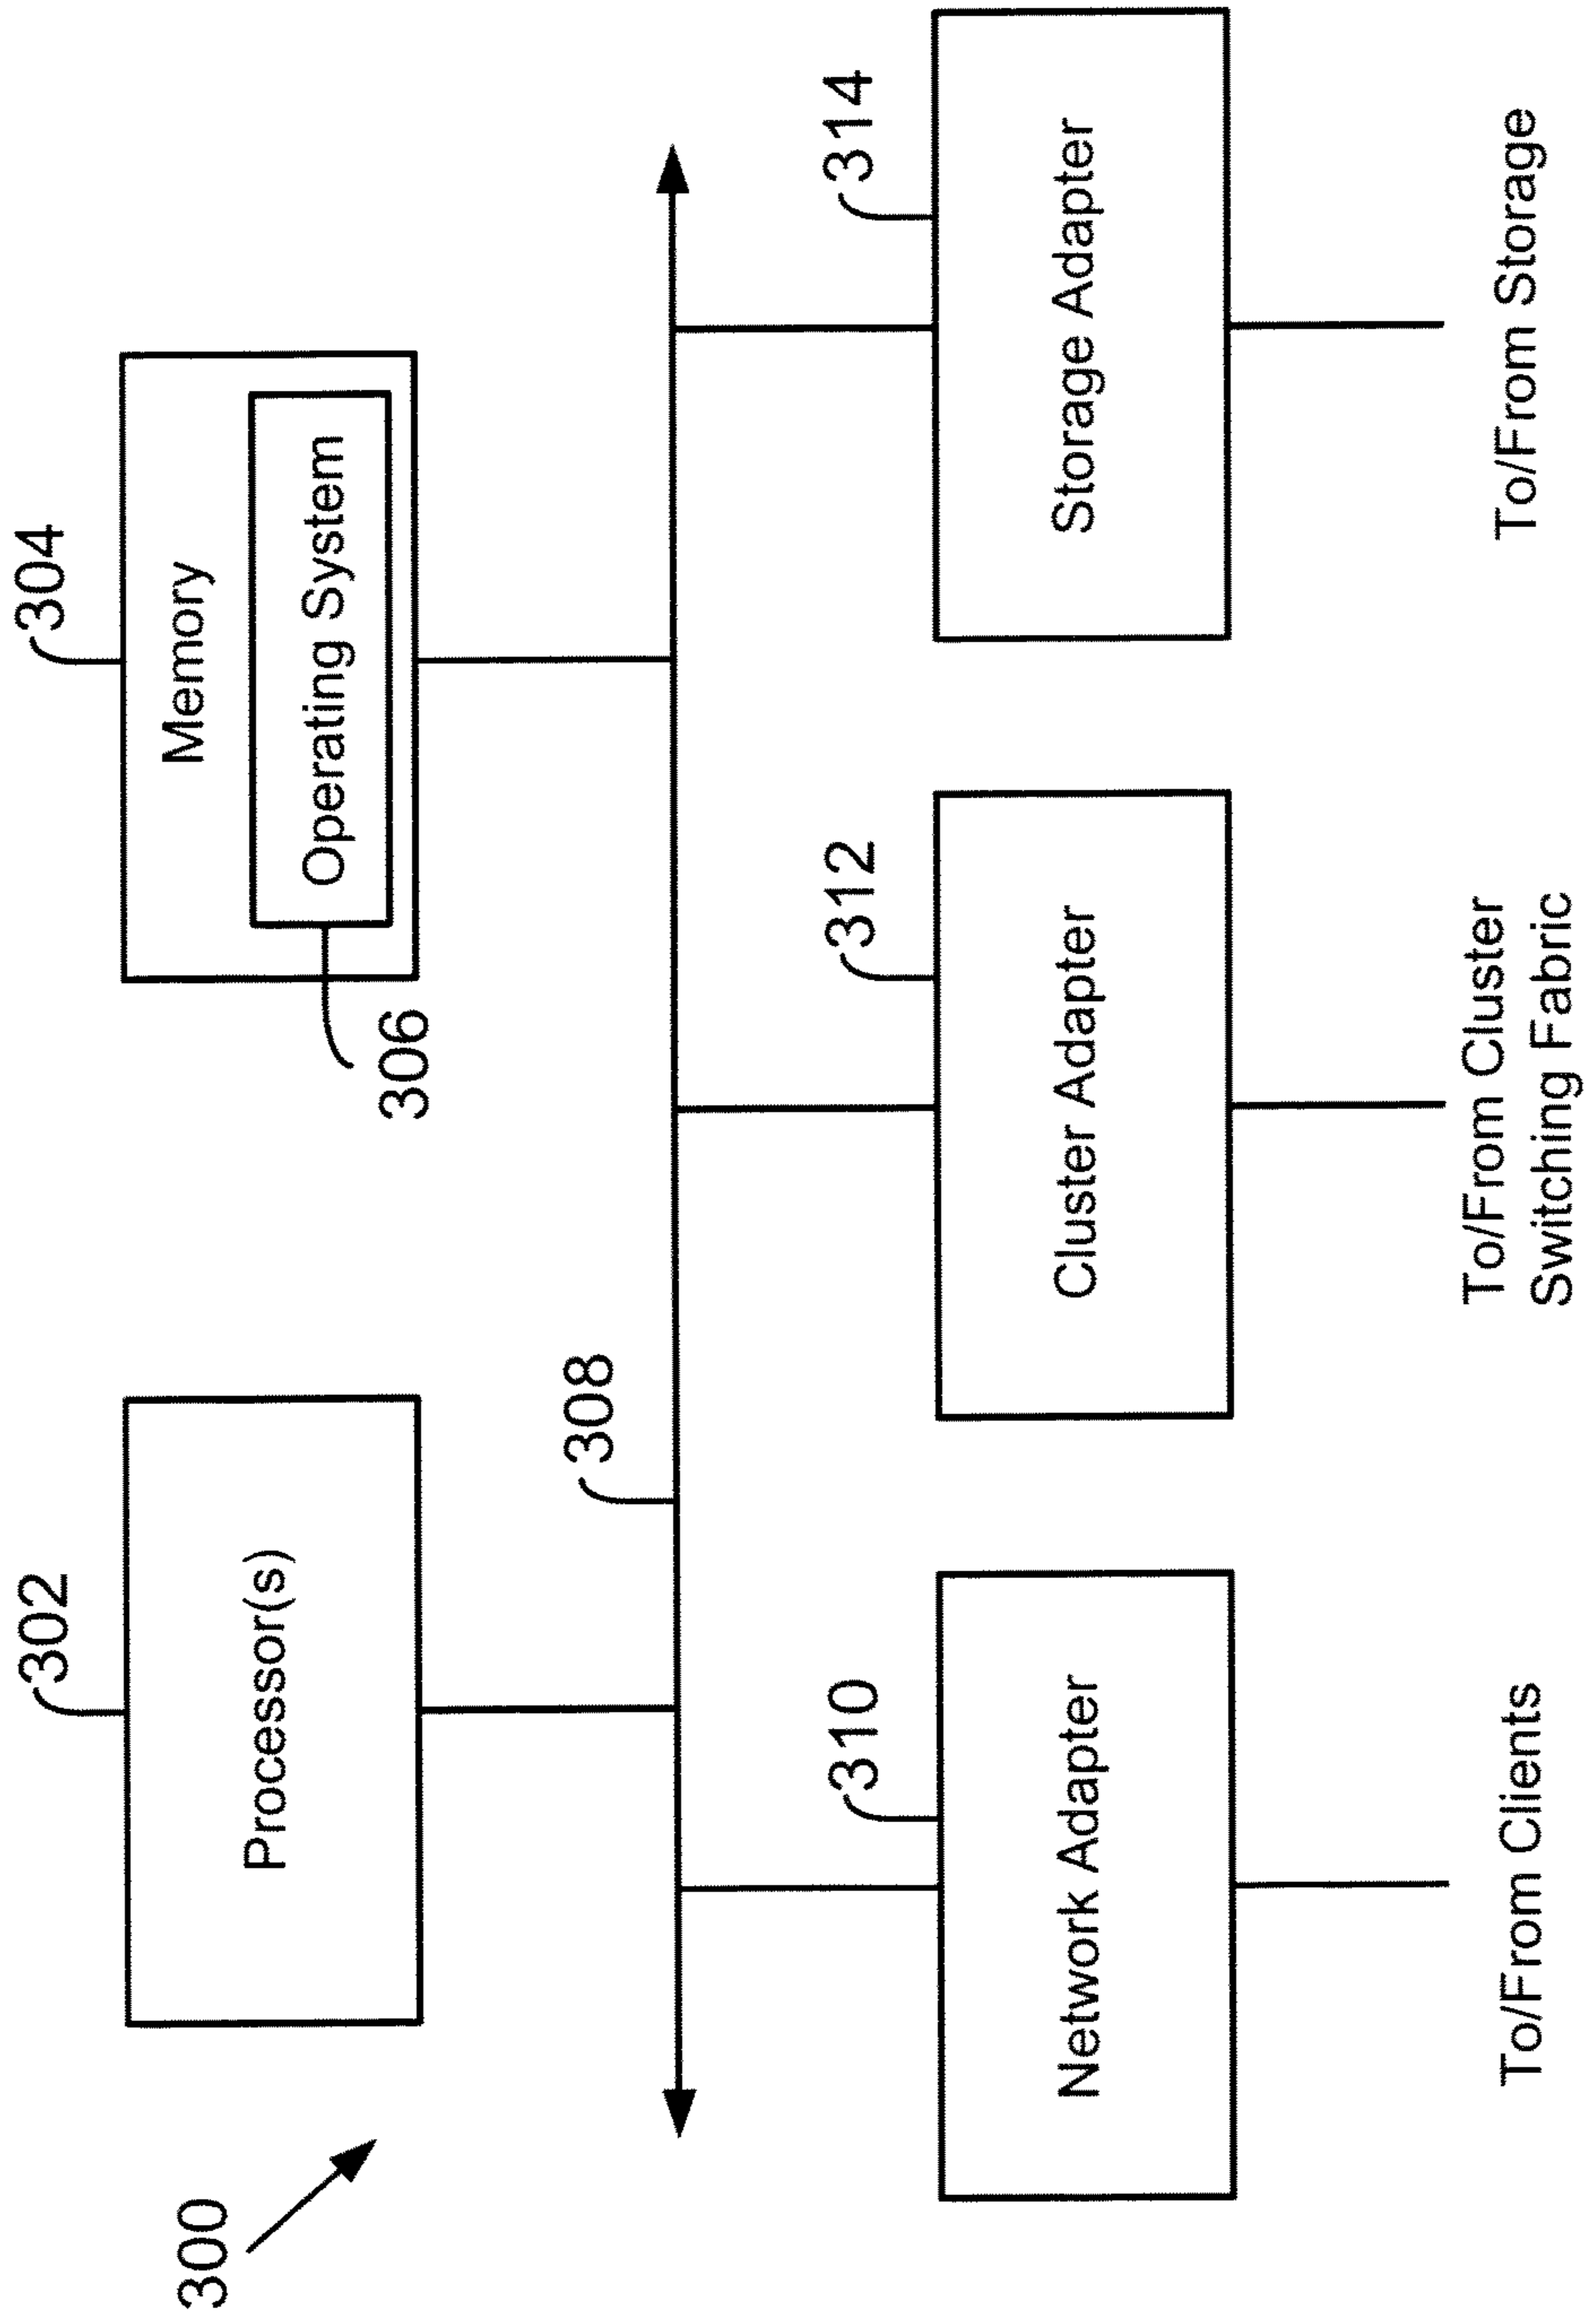 300
302
Processor(s)
304
Memory
Operating System
306
308
310
Network Adapter
To/From Clients
312
Cluster Adapter
To/From Cluster
Switching Fabric
314
Storage Adapter
To/From Storage